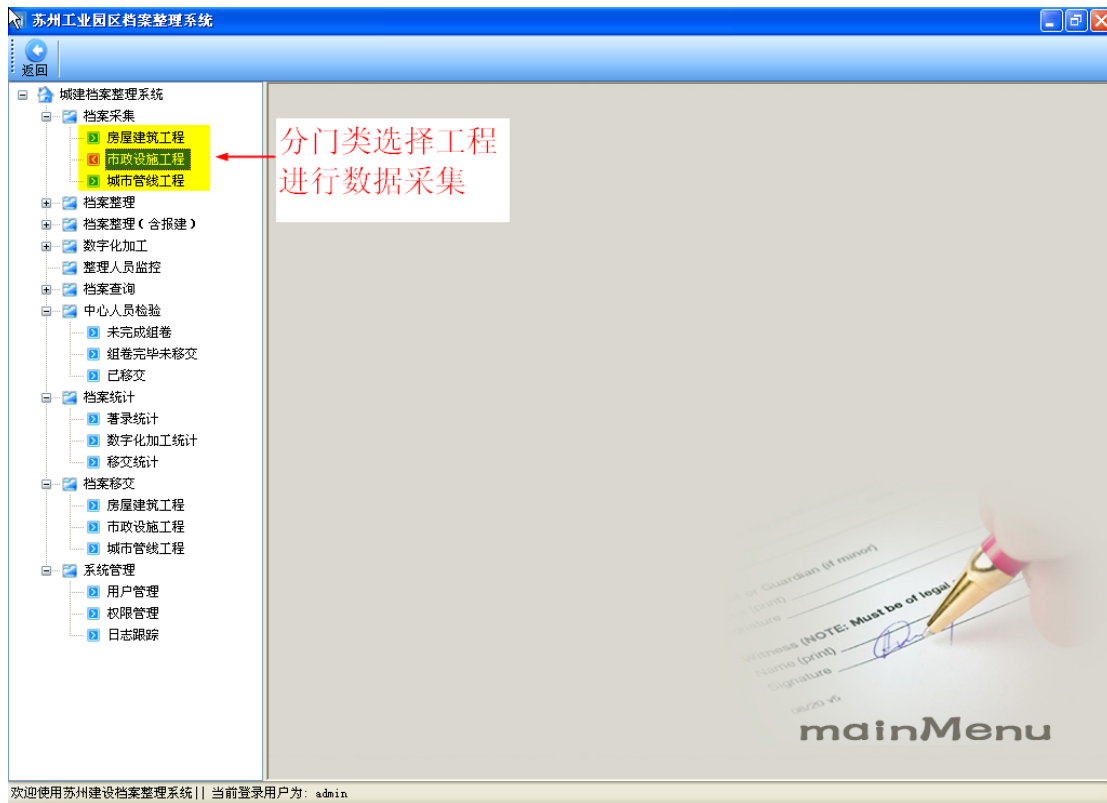 苏州工业园区档案整理系统
返回
城建档案整理系统
档案采集
房屋建筑工程
市政设施工程
城市管线工程
档案整理
档案整理(含报建)
数字化加工
整理人员监控
档案查询
中心人员检验
未完成组卷
组卷完毕未移交
已移交
档案统计
著录统计
数字化加工统计
移交统计
档案移交
房屋建筑工程
市政设施工程
城市管线工程
系统管理
用户管理
权限管理
日志跟踪
分门类选择工程
进行数据采集
or Guardian (if minor)
(print)
Signature
Witness (NOTE: Must be of legal
Name (print)
Signature
08/20 v5
mainMenu
欢迎使用苏州建设档案整理系统|| 当前登录用户为: admin